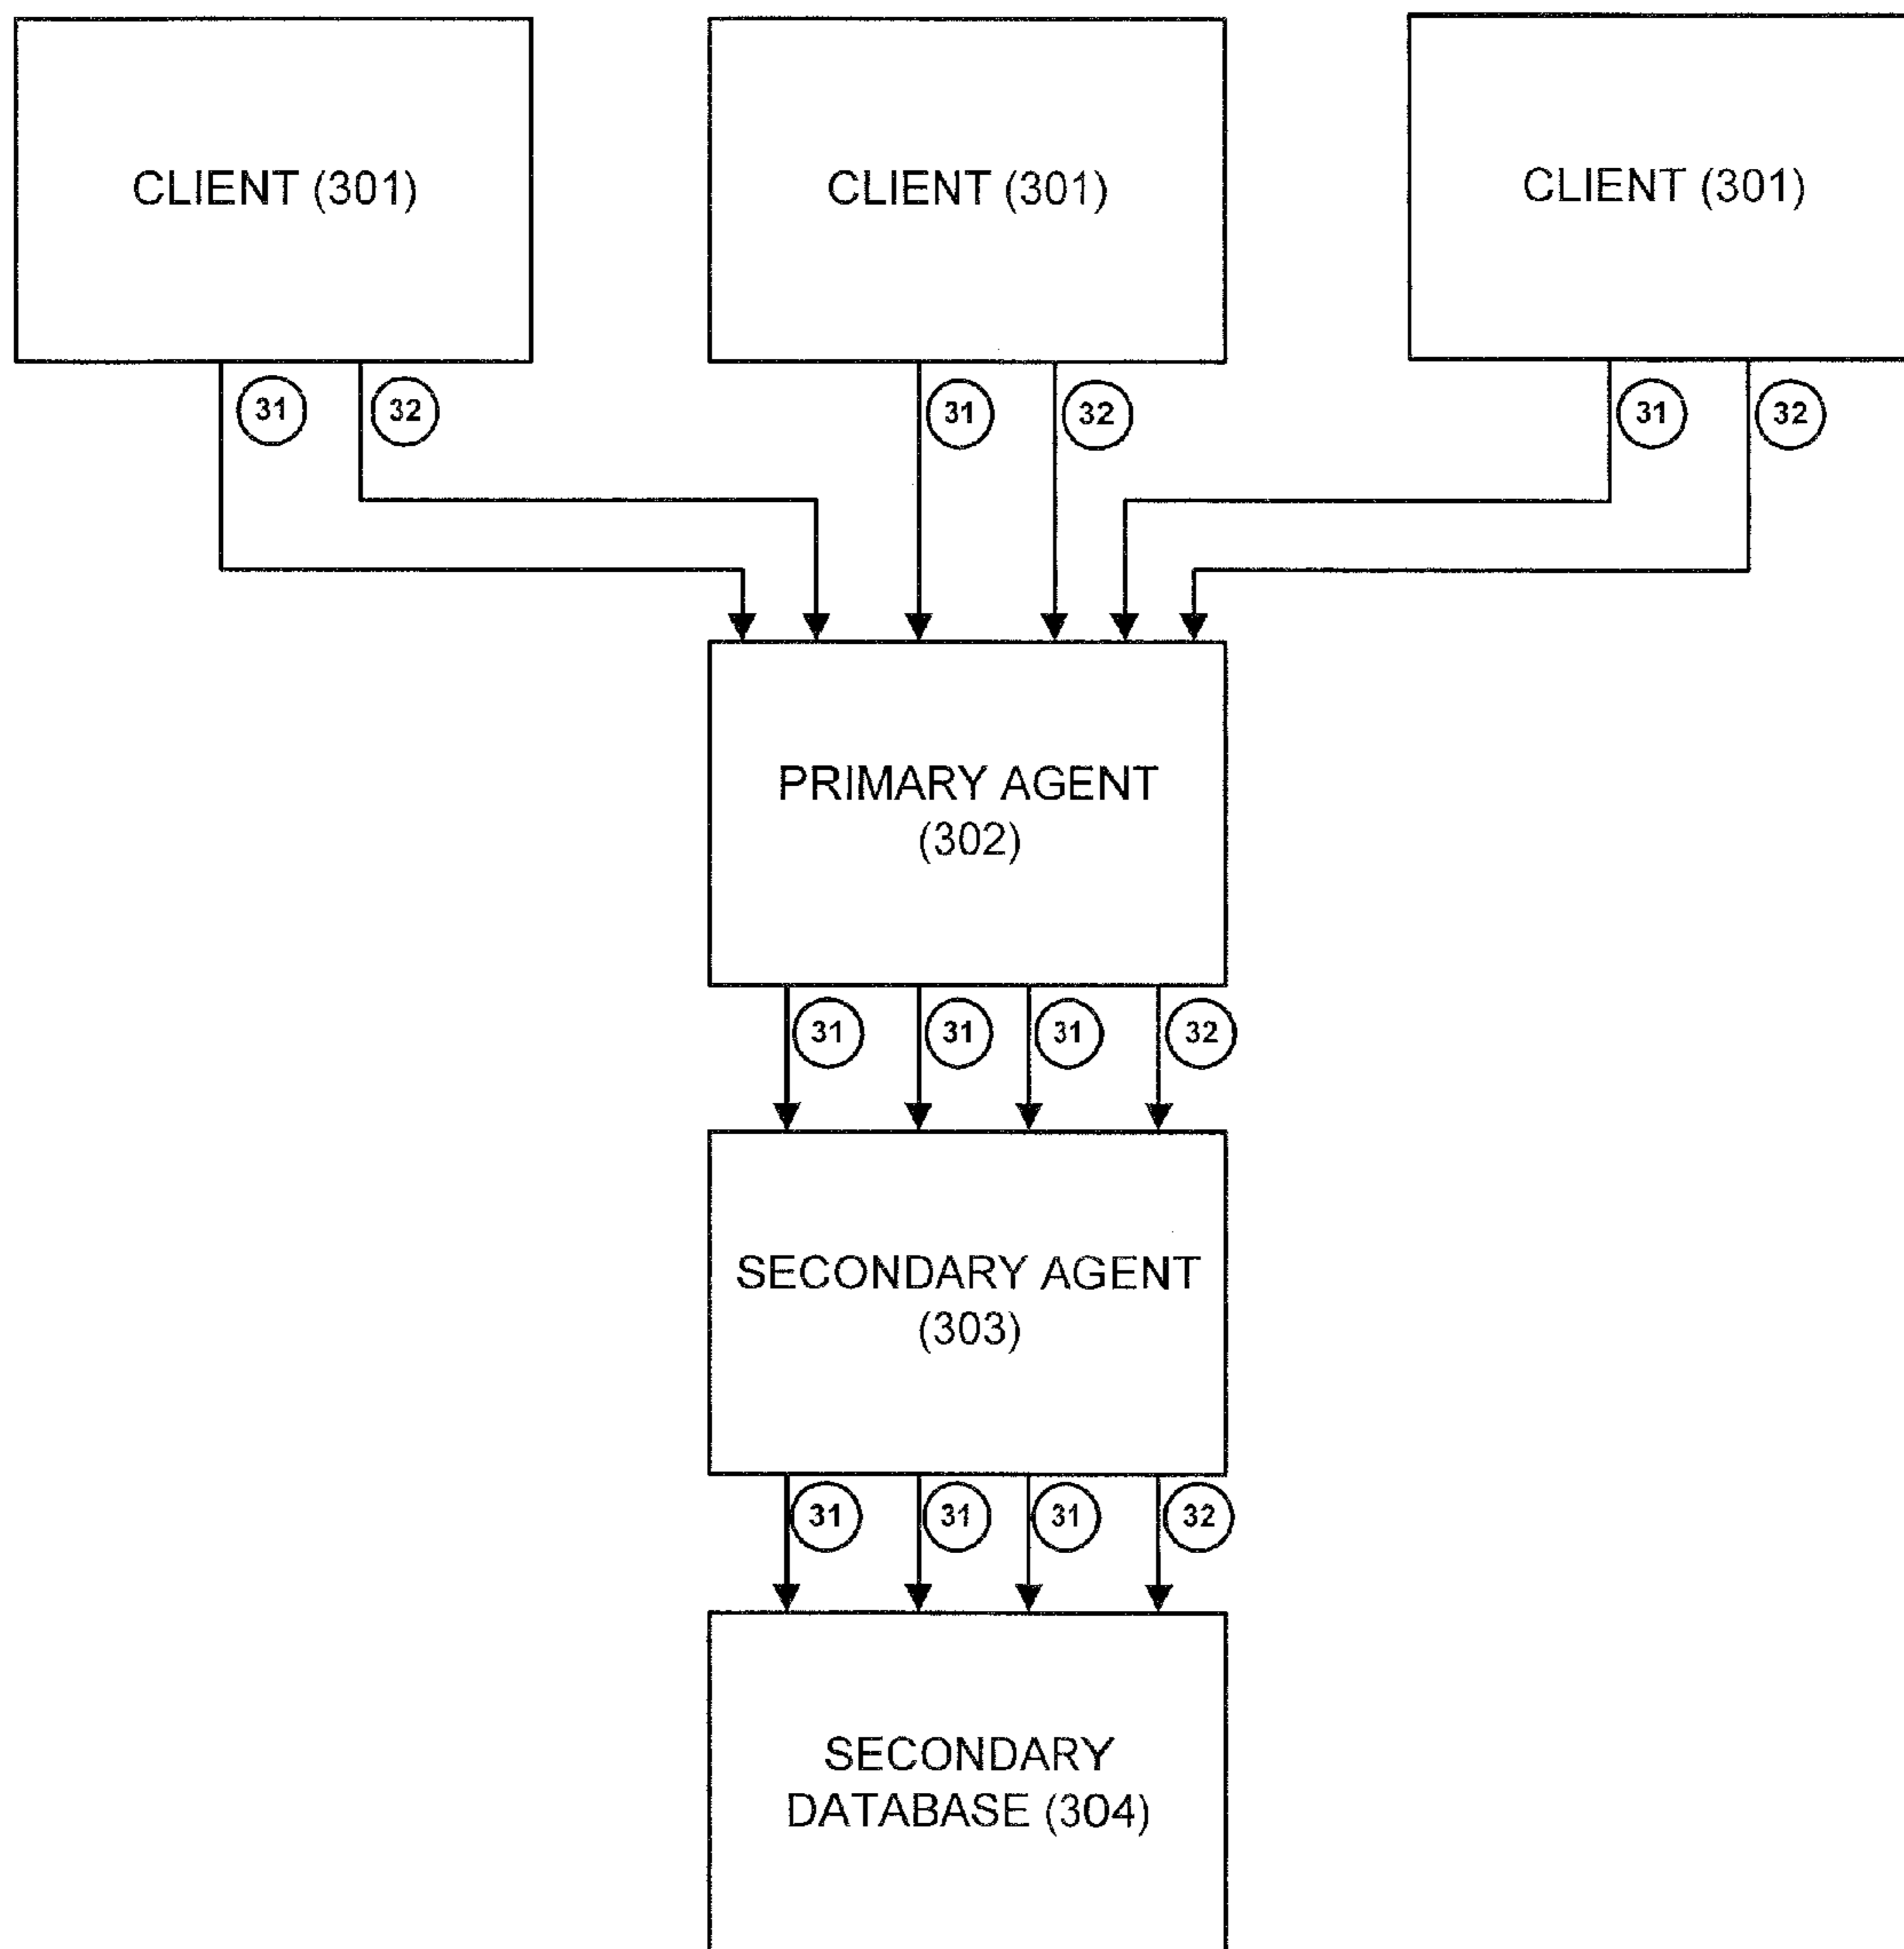 CLIENT (301)
CLIENT (301)
CLIENT (301)
31
32
31
32
31
32
PRIMARY AGENT
(302)
31
31
31
32
SECONDARY AGENT
(303)
31
31
31
32
SECONDARY
DATABASE (304)